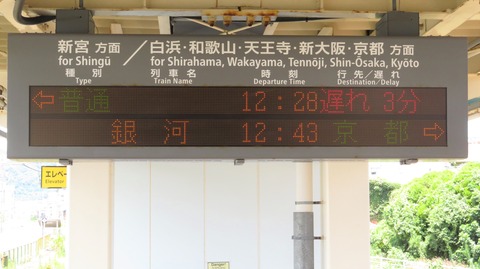 新宮 方面 ／ 白浜・和歌山・天王寺・新大阪・京都 方面
for Shingū for Shirahama, Wakayama, Tennōji, Shin-Ōsaka, Kyōto
種別 列車名 時刻 行先／遅れ
Type Train Name Departure Time Destination／Delay
⇦普通 12:28 遅れ 3分
銀河 12:43 京都⇨
エレベー
Elevator
Danger!